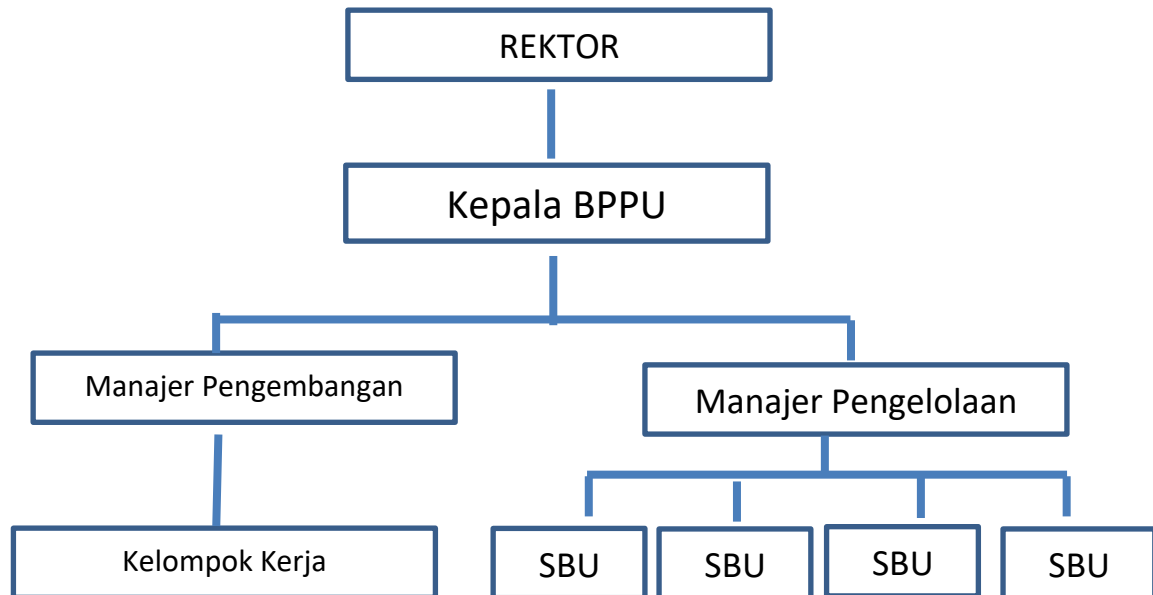 REKTOR
Kepala BPPU
Manajer Pengembangan
Manajer Pengelolaan
Kelompok Kerja
SBU
SBU
SBU
SBU